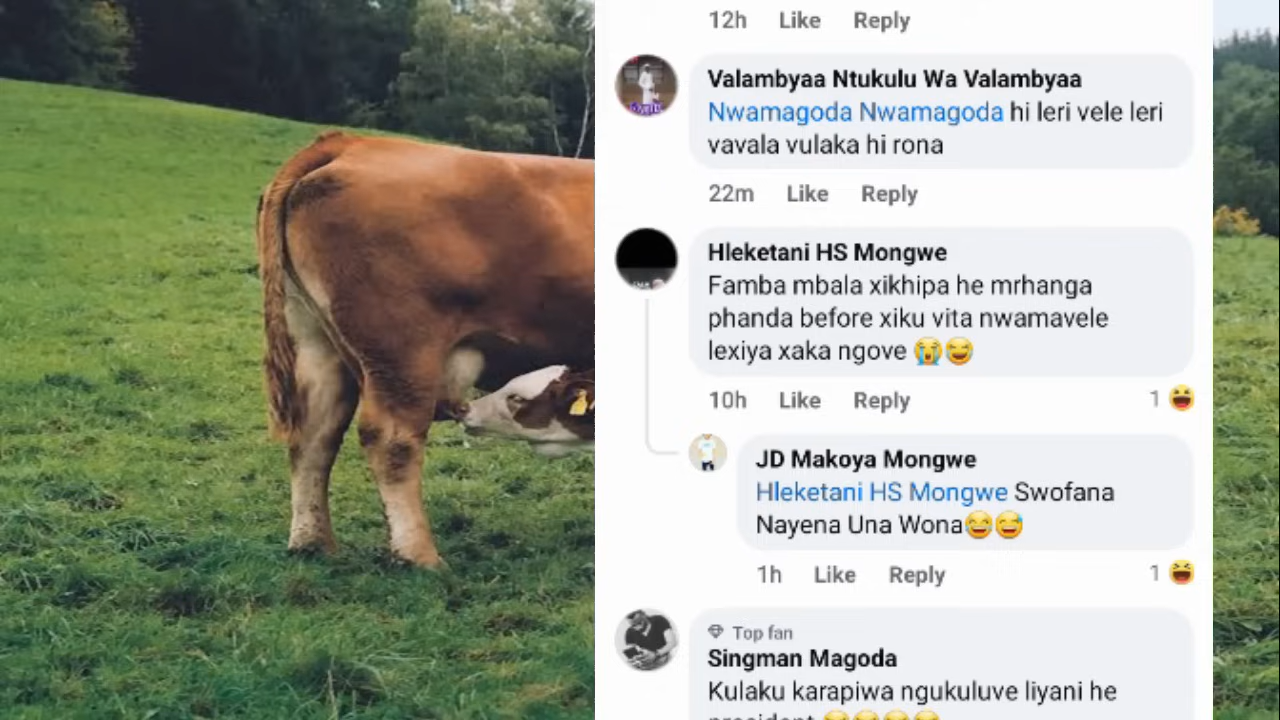 12h Like Reply
Valambyaa Ntukulu Wa Valambyaa
Nwamagoda Nwamagoda hi leri vele leri
vavala vulaka hi rona
22m Like Reply
Hleketani HS Mongwe
Famba mbala xikhipa he mrhanga
phanda before xiku vita nwamavele
lexiya xaka ngove 😭😅
10h Like Reply 1 😆
JD Makoya Mongwe
Hleketani HS Mongwe Swofana
Nayena Una Wona😂😅
1h Like Reply 1 😆
Top fan
Singman Magoda
Kulaku karapiwa ngukuluve liyani he
president